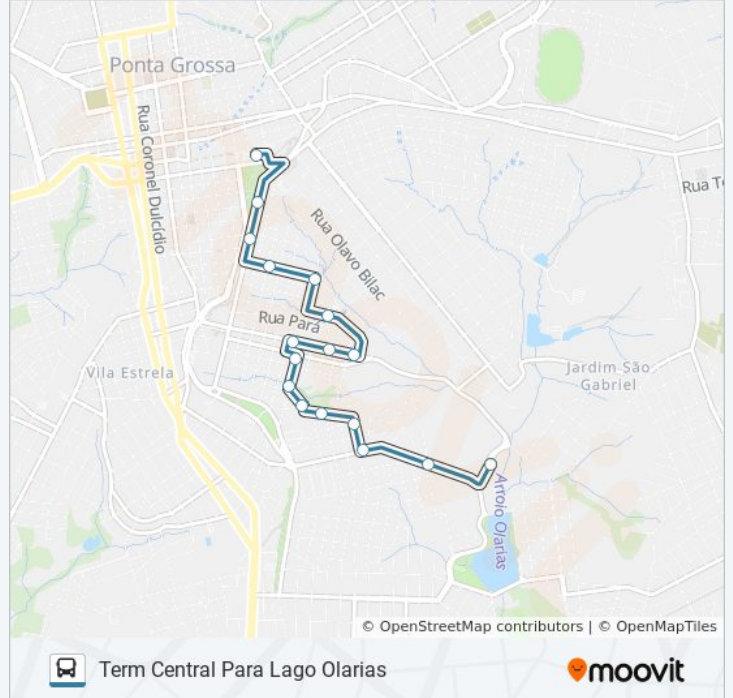 Ponta Grossa
Rua Coronel Dulcídio
Rua T
Rua Olavo Bilac
Rua Pará
Vila Estrela
Jardim São
Gabriel
Arroio Olarias
© OpenStreetMap contributors | © OpenMapTiles
Term Central Para Lago Olarias
moovit